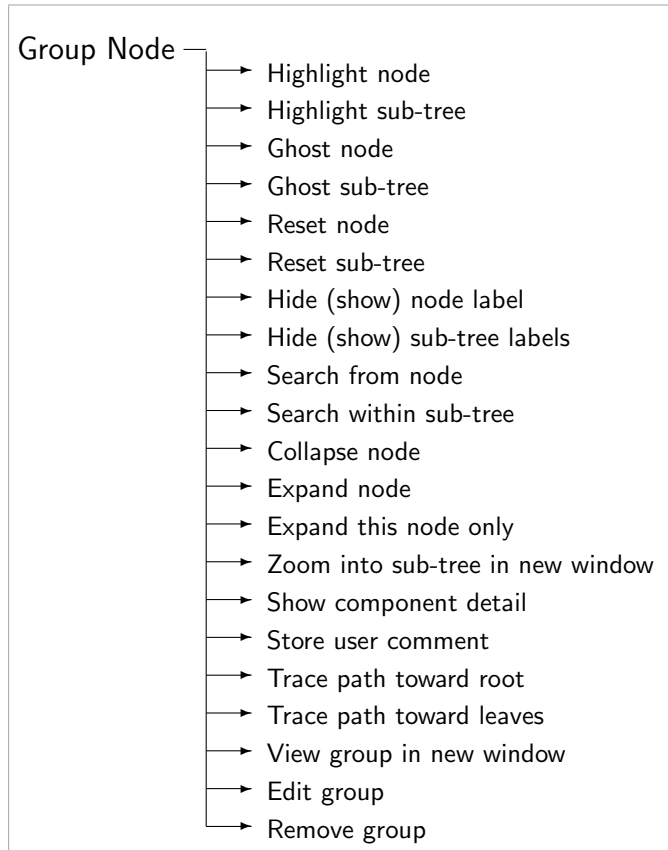 Group Node
Highlight node
Highlight sub-tree
Ghost node
Ghost sub-tree
Reset node
Reset sub-tree
Hide (show) node label
Hide (show) sub-tree labels
Search from node
Search within sub-tree
Collapse node
Expand node
Expand this node only
Zoom into sub-tree in new window
Show component detail
Store user comment
Trace path toward root
Trace path toward leaves
View group in new window
Edit group
Remove group